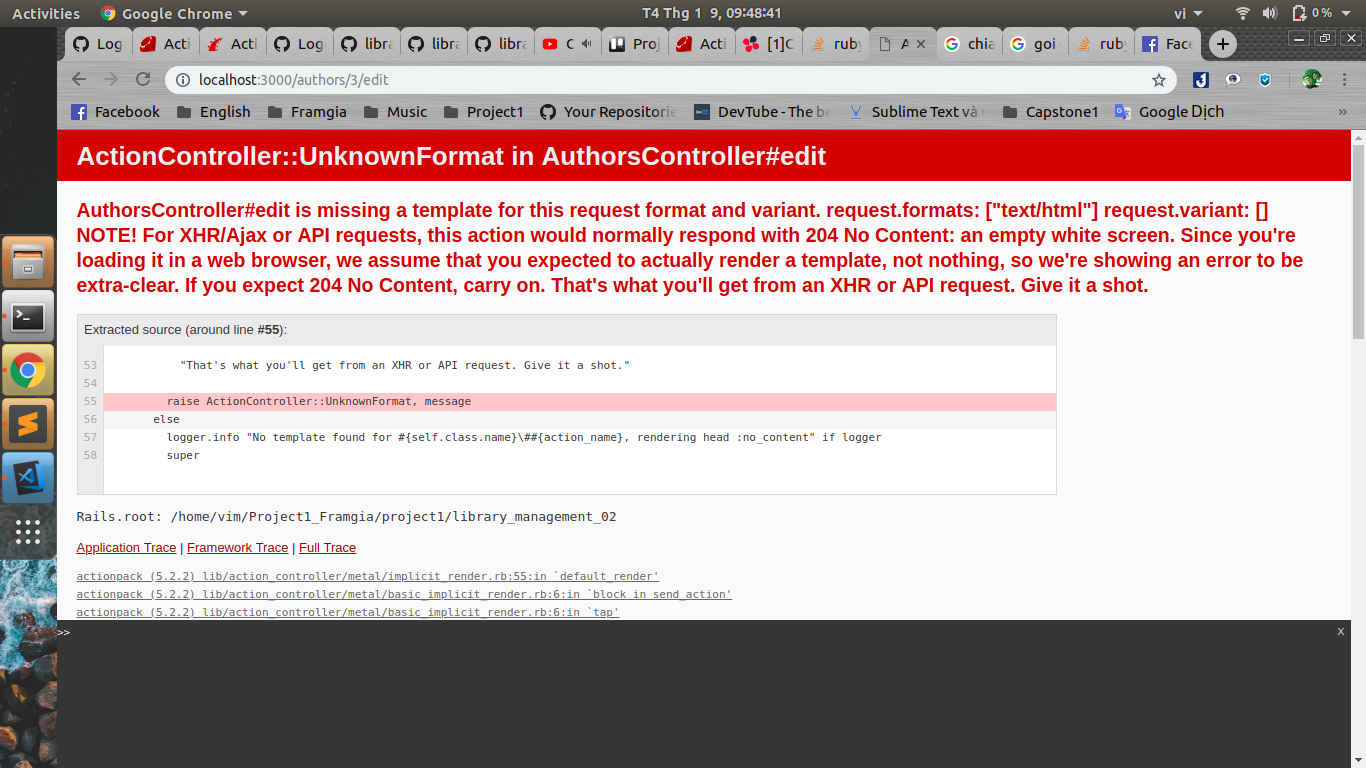 Activities Google Chrome T4 Thg 1 9, 09:48:41 vi 0 %
Log Acti Acti Log libra libra libra C Proj Acti [1]C ruby A chia goi ruby Face
localhost:3000/authors/3/edit
Facebook English Framgia Music Project1 Your Repositorie DevTube - The be Sublime Text và Capstone1 Google Dịch »
ActionController::UnknownFormat in AuthorsController#edit
AuthorsController#edit is missing a template for this request format and variant. request.formats: ["text/html"] request.variant: []
NOTE! For XHR/Ajax or API requests, this action would normally respond with 204 No Content: an empty white screen. Since you're
loading it in a web browser, we assume that you expected to actually render a template, not nothing, so we're showing an error to be
extra-clear. If you expect 204 No Content, carry on. That's what you'll get from an XHR or API request. Give it a shot.
Extracted source (around line #55):
53 "That's what you'll get from an XHR or API request. Give it a shot."
54
55 raise ActionController::UnknownFormat, message
56 else
57 logger.info "No template found for #{self.class.name}\##{action_name}, rendering head :no_content" if logger
58 super
Rails.root: /home/vim/Project1_Framgia/project1/library_management_02
Application Trace | Framework Trace | Full Trace
actionpack (5.2.2) lib/action_controller/metal/implicit_render.rb:55:in `default_render'
actionpack (5.2.2) lib/action_controller/metal/basic_implicit_render.rb:6:in `block in send_action'
actionpack (5.2.2) lib/action_controller/metal/basic_implicit_render.rb:6:in `tap'
>> x